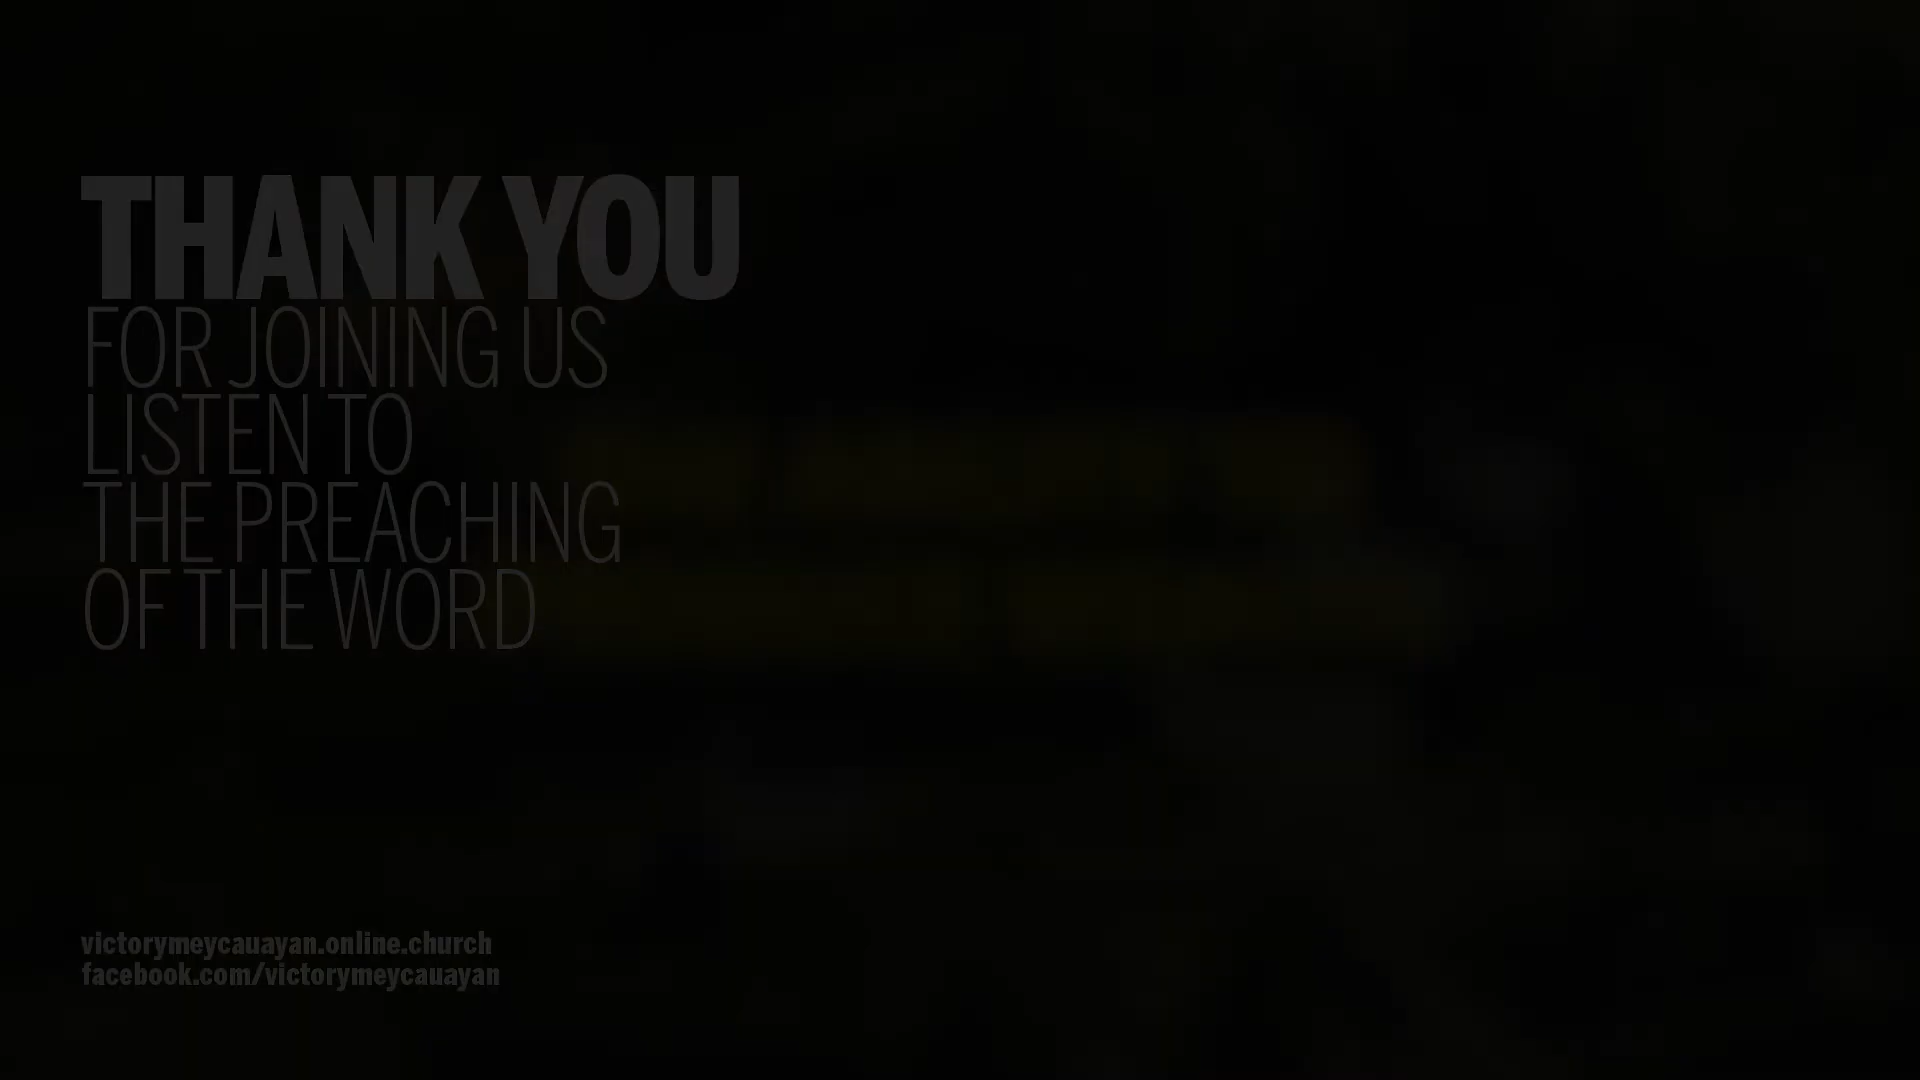 THANK YOU
FOR JOINING US
LISTEN TO
THE PREACHING
OF THE WORD
victorymeycauayan.online.church
facebook.com/victorymeycauayan